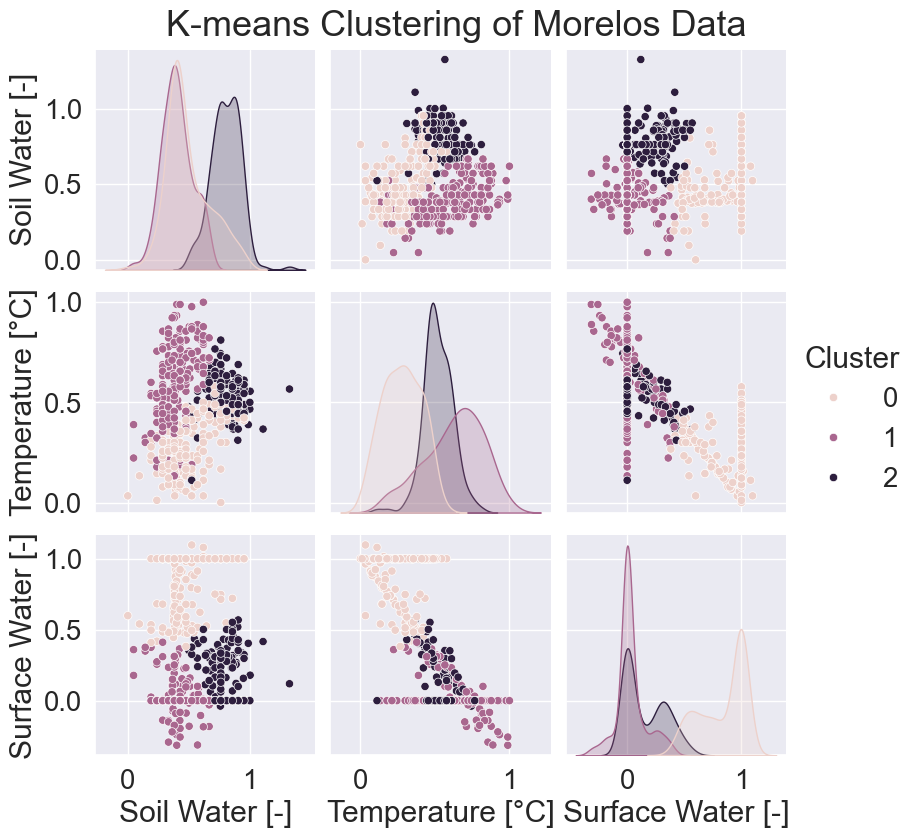 K-means Clustering of Morelos Data
Soil Water [-]
1.0
0.5
0.0
Temperature [°C]
1.0
0.5
0.0
Cluster
0
1
2
Surface Water [-]
1.0
0.5
0.0
0 1 0 1 0 1
Soil Water [-] Temperature [°C] Surface Water [-]